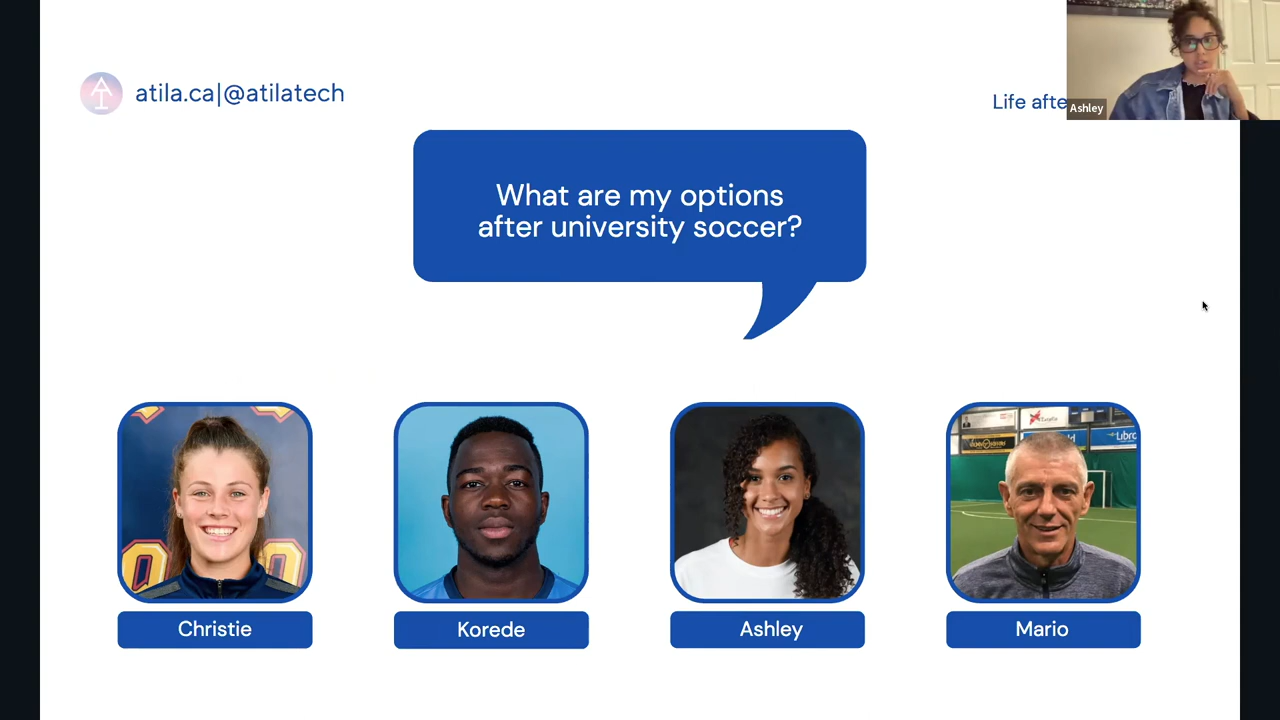 atila.ca|@atilatech
Life afte
Ashley
What are my options
after university soccer?
Christie
Korede
Ashley
Mario